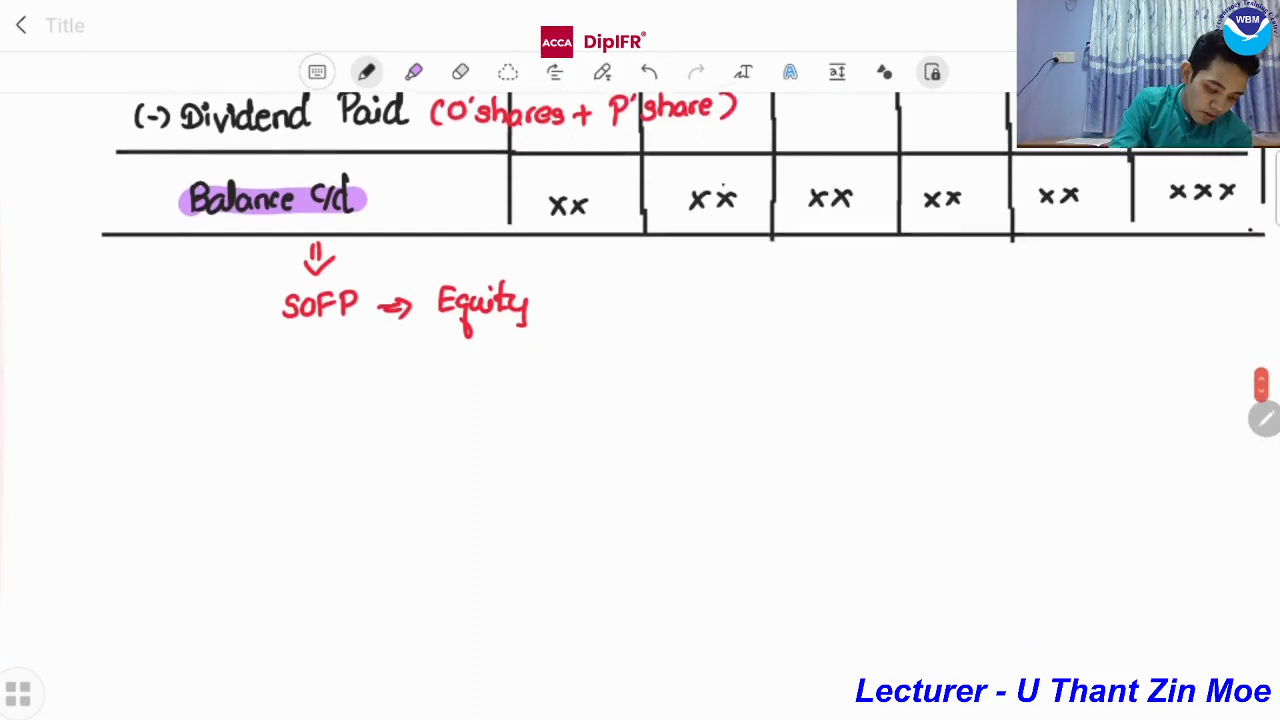 Title
ACCA DipIFR®
WBM
(-) Dividend Paid (O'shares + P'share)
Balance c/d xx xx xx xx xx xxx
SOFP ⇒ Equity
Lecturer - U Thant Zin Moe